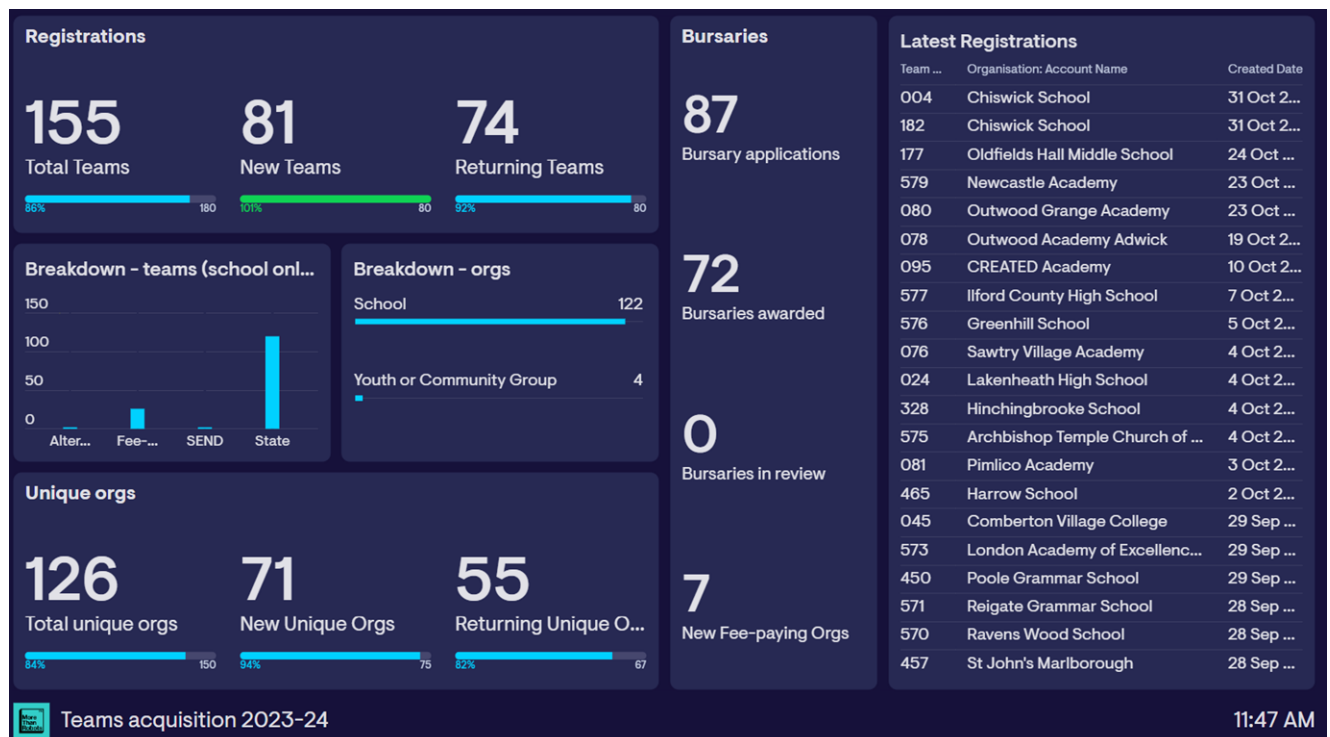 Registrations
155
Total Teams
86%
180
81
New Teams
101%
80
74
Returning Teams
92%
80
Breakdown - teams (school onl...
150
100
50
0
Alter...
Fee-...
SEND
State
Breakdown - orgs
School 122
Youth or Community Group 4
Unique orgs
126
Total unique orgs
84%
150
71
New Unique Orgs
94%
75
55
Returning Unique O...
82%
67
Bursaries
87
Bursary applications
72
Bursaries awarded
0
Bursaries in review
7
New Fee-paying Orgs
Latest Registrations
Team ... Organisation: Account Name Created Date
004 Chiswick School 31 Oct 2...
182 Chiswick School 31 Oct 2...
177 Oldfields Hall Middle School 24 Oct ...
579 Newcastle Academy 23 Oct ...
080 Outwood Grange Academy 23 Oct ...
078 Outwood Academy Adwick 19 Oct 2...
095 CREATED Academy 10 Oct 2...
577 Ilford County High School 7 Oct 2...
576 Greenhill School 5 Oct 2...
076 Sawtry Village Academy 4 Oct 2...
024 Lakenheath High School 4 Oct 2...
328 Hinchingbrooke School 4 Oct 2...
575 Archbishop Temple Church of ... 4 Oct 2...
081 Pimlico Academy 3 Oct 2...
465 Harrow School 2 Oct 2...
045 Comberton Village College 29 Sep ...
573 London Academy of Excellenc... 29 Sep ...
450 Poole Grammar School 29 Sep ...
571 Reigate Grammar School 28 Sep ...
570 Ravens Wood School 28 Sep ...
457 St John's Marlborough 28 Sep ...
More
Than
Robots
Teams acquisition 2023-24
11:47 AM